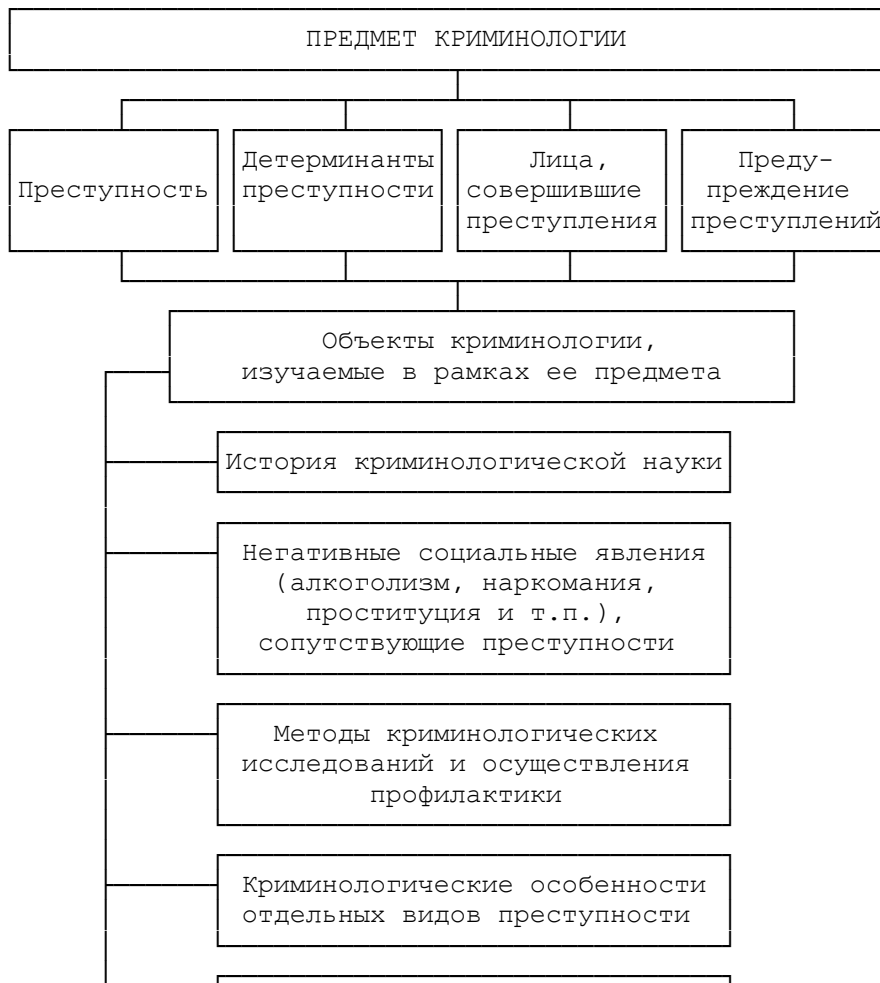 ПРЕДМЕТ КРИМИНОЛОГИИ
Преступность
Детерминанты
преступности
Лица,
совершившие
преступления
Преду-
преждение
преступлений
Объекты криминологии,
изучаемые в рамках ее предмета
История криминологической науки
Негативные социальные явления
(алкоголизм, наркомания,
проституция и т.п.),
сопутствующие преступности
Методы криминологических
исследований и осуществления
профилактики
Криминологические особенности
отдельных видов преступности